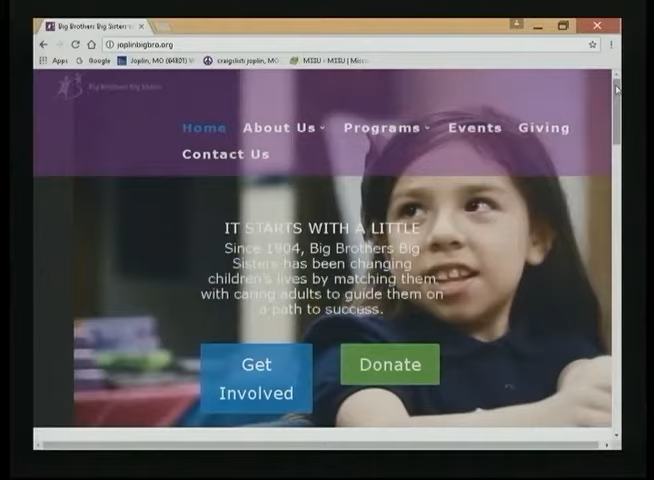 Big Brothers Big Sisters
joplinbigbro.org
Apps Google Joplin, MO (64801) craigslist: joplin, MO MSSU - MSSU |
Big Brothers Big Sisters
Home About Us Programs Events Giving
Contact Us
IT STARTS WITH A LITTLE
Since 1904, Big Brothers Big
Sisters has been changing
children's lives by matching them
with caring adults to guide them on
a path to success.
Get
Involved
Donate